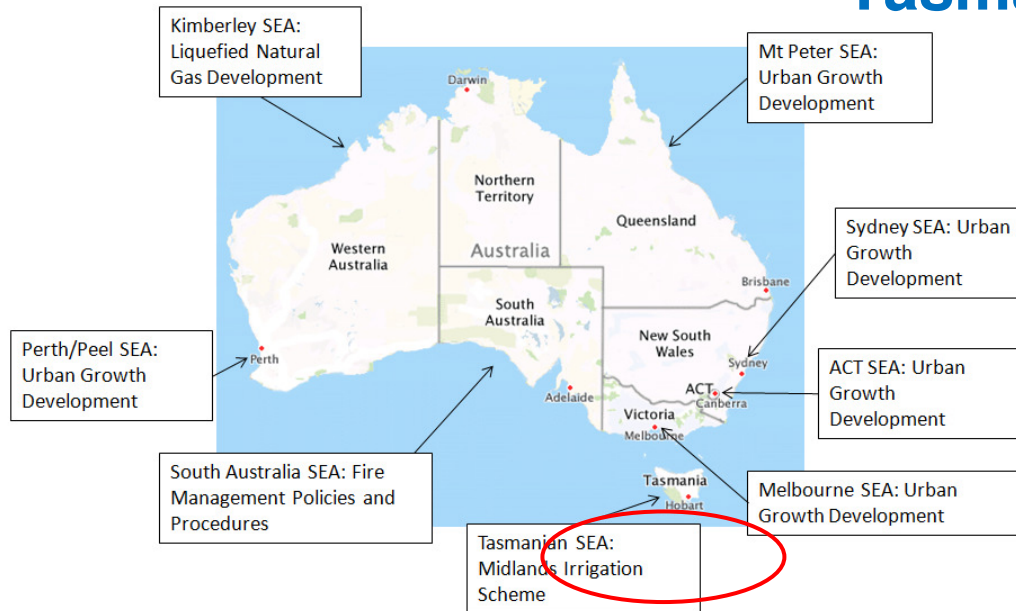 Tasma
Kimberley SEA:
Liquefied Natural
Gas Development
Mt Peter SEA:
Urban Growth
Development
Darwin
Northern
Territory
Queensland
Western
Australia
Australia
Sydney SEA: Urban
Growth
Development
Brisbane
South
Australia
New South
Wales
Perth/Peel SEA:
Urban Growth
Development
Perth
Sydney
ACT SEA: Urban
Growth
Development
ACT
Canberra
Adelaide
Victoria
Melbourne
South Australia SEA: Fire
Management Policies and
Procedures
Tasmania
Hobart
Melbourne SEA: Urban
Growth Development
Tasmanian SEA:
Midlands Irrigation
Scheme